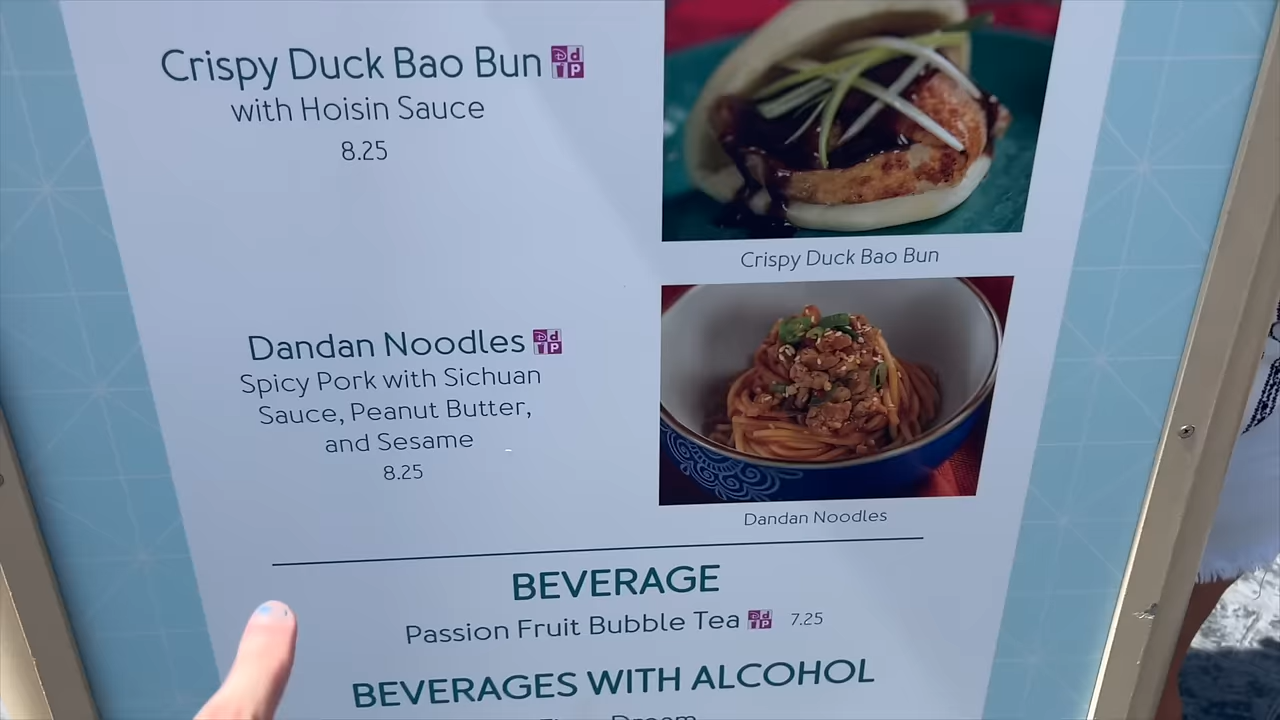 Crispy Duck Bao Bun
with Hoisin Sauce
8.25
Crispy Duck Bao Bun
Dandan Noodles
Spicy Pork with Sichuan
Sauce, Peanut Butter,
and Sesame
8.25
Dandan Noodles
BEVERAGE
Passion Fruit Bubble Tea 7.25
BEVERAGES WITH ALCOHOL